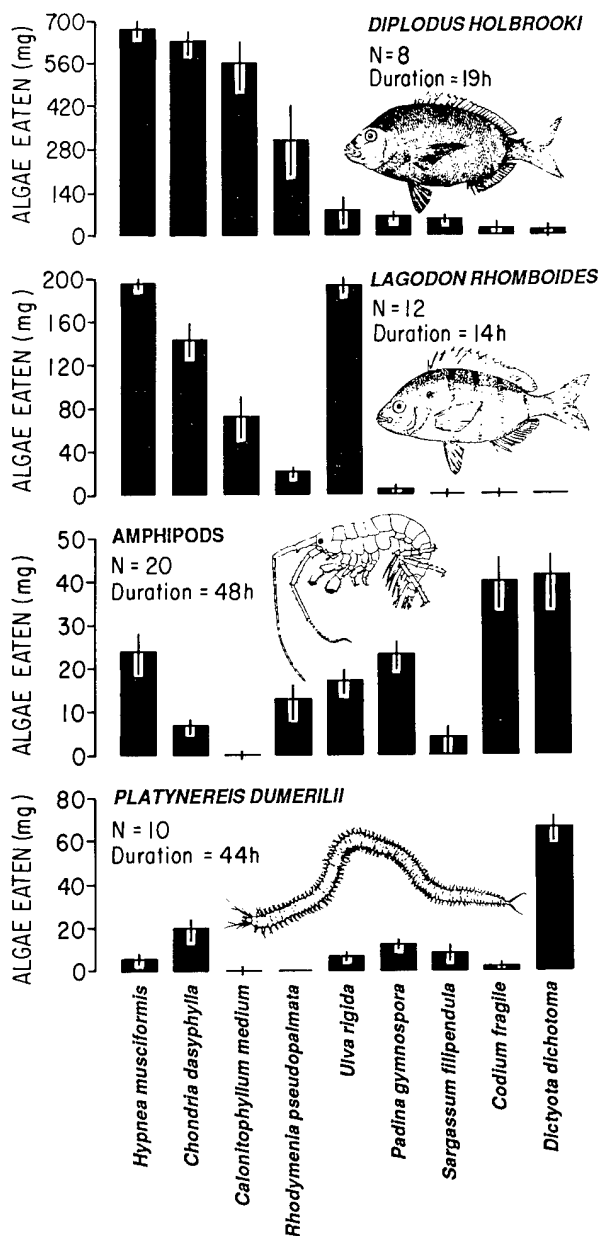 DIPLODUS HOLBROOKI
N=8
Duration = 19h
ALGAE EATEN (mg)
700
560
420
280
140
0
LAGODON RHOMBOIDES
N=12
Duration = 14h
ALGAE EATEN (mg)
200
160
120
80
40
0
AMPHIPODS
N = 20
Duration = 48h
ALGAE EATEN (mg)
50
40
30
20
10
0
PLATYNEREIS DUMERILII
N = 10
Duration = 44h
ALGAE EATEN (mg)
80
60
40
20
0
Hypnea musciformis
Chondria dasyphylla
Calonitophyllum medium
Rhodymenia pseudopalmata
Ulva rigida
Padina gymnospora
Sargassum filipendula
Codium fragile
Dictyota dichotoma